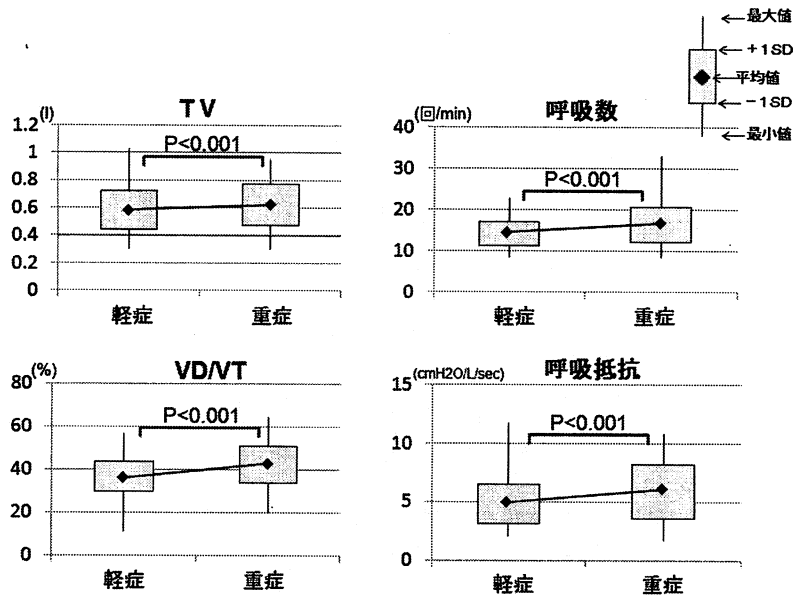 ←最大値
←+1SD
←平均値
←-1SD
←最小値
TV
(l)
P<0.001
1.2
1
0.8
0.6
0.4
0.2
0
軽症
重症
呼吸数
(回/min)
P<0.001
40
30
20
10
0
軽症
重症
VD/VT
(%)
P<0.001
80
60
40
20
0
軽症
重症
呼吸抵抗
(cmH2O/L/sec)
P<0.001
15
10
5
0
軽症
重症